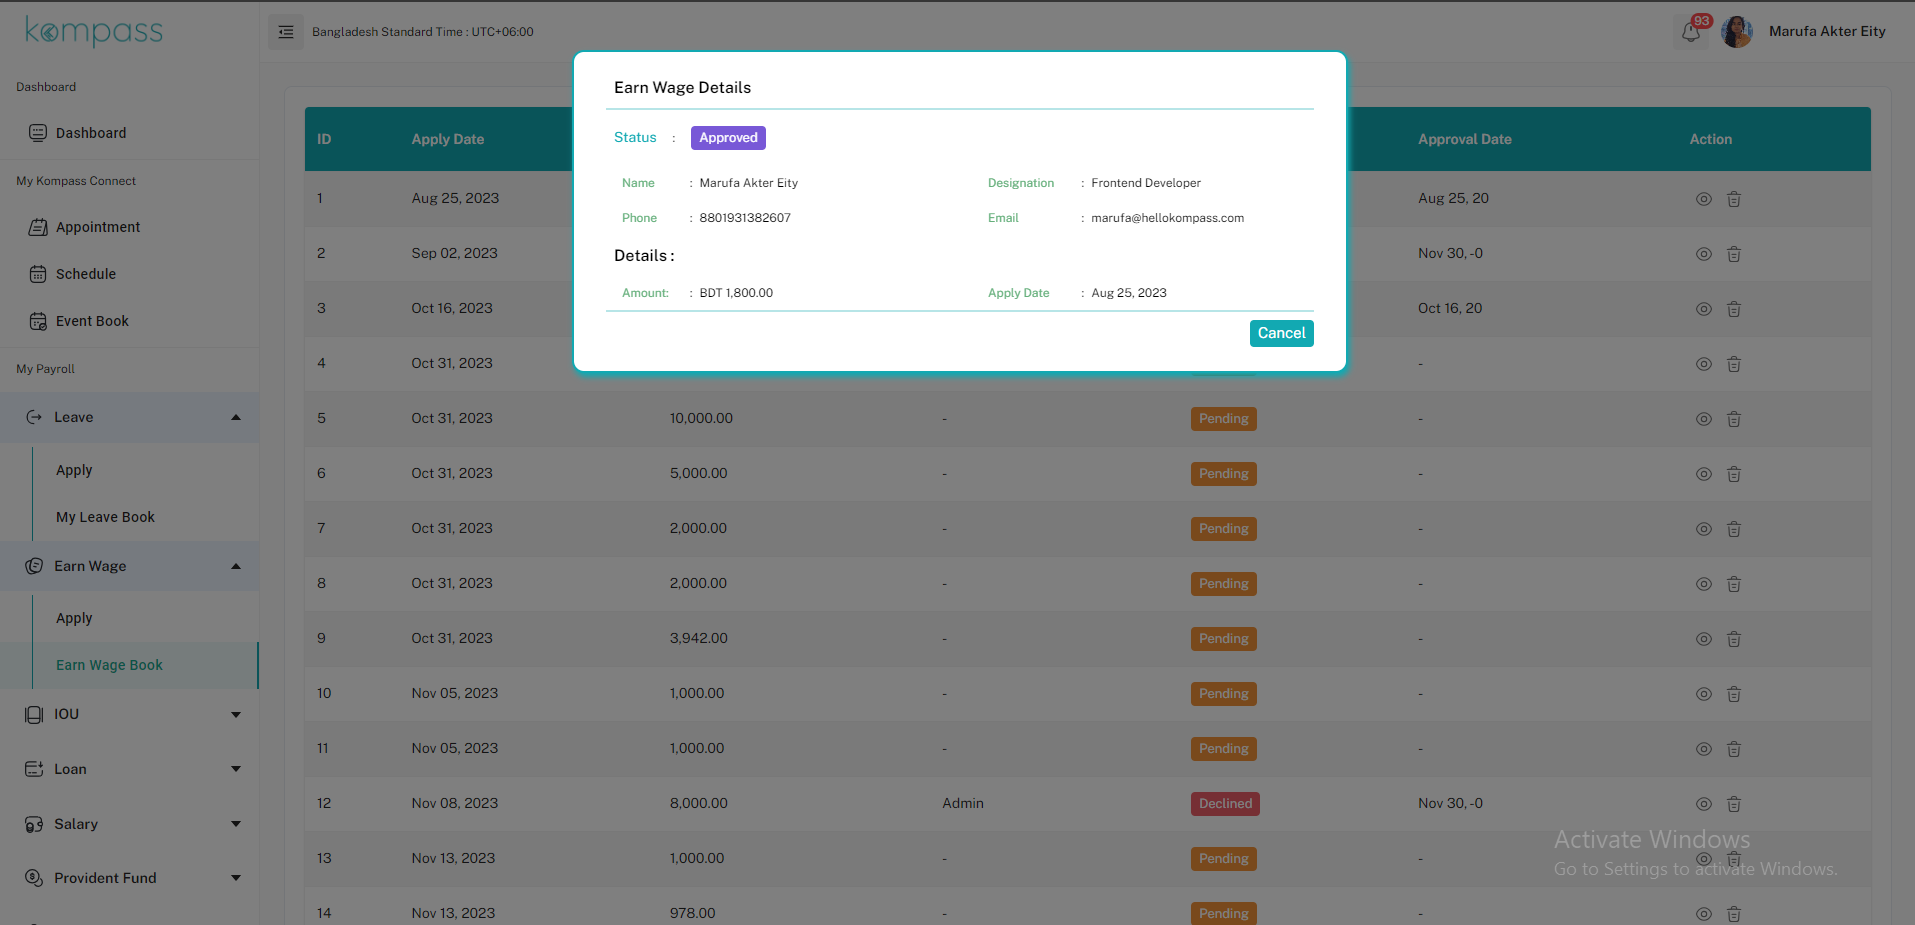 kompass
Bangladesh Standard Time : UTC+06:00
93
Marufa Akter Eity
Dashboard
Dashboard
My Kompass Connect
Appointment
Schedule
Event Book
My Payroll
Leave
Apply
My Leave Book
Earn Wage
Apply
Earn Wage Book
IOU
Loan
Salary
Provident Fund
Earn Wage Details
Status : Approved
Name : Marufa Akter Eity Designation : Frontend Developer
Phone : 8801931382607 Email : marufa@hellokompass.com
Details :
Amount: : BDT 1,800.00 Apply Date : Aug 25, 2023
Cancel
ID Apply Date Approval Date Action
1 Aug 25, 2023 Aug 25, 20
2 Sep 02, 2023 Nov 30, -0
3 Oct 16, 2023 Oct 16, 20
4 Oct 31, 2023 -
5 Oct 31, 2023 10,000.00 - Pending -
6 Oct 31, 2023 5,000.00 - Pending -
7 Oct 31, 2023 2,000.00 - Pending -
8 Oct 31, 2023 2,000.00 - Pending -
9 Oct 31, 2023 3,942.00 - Pending -
10 Nov 05, 2023 1,000.00 - Pending -
11 Nov 05, 2023 1,000.00 - Pending -
12 Nov 08, 2023 8,000.00 Admin Declined Nov 30, -0
13 Nov 13, 2023 1,000.00 - Pending -
14 Nov 13, 2023 978.00 - Pending -
Activate Windows
Go to Settings to activate Windows.